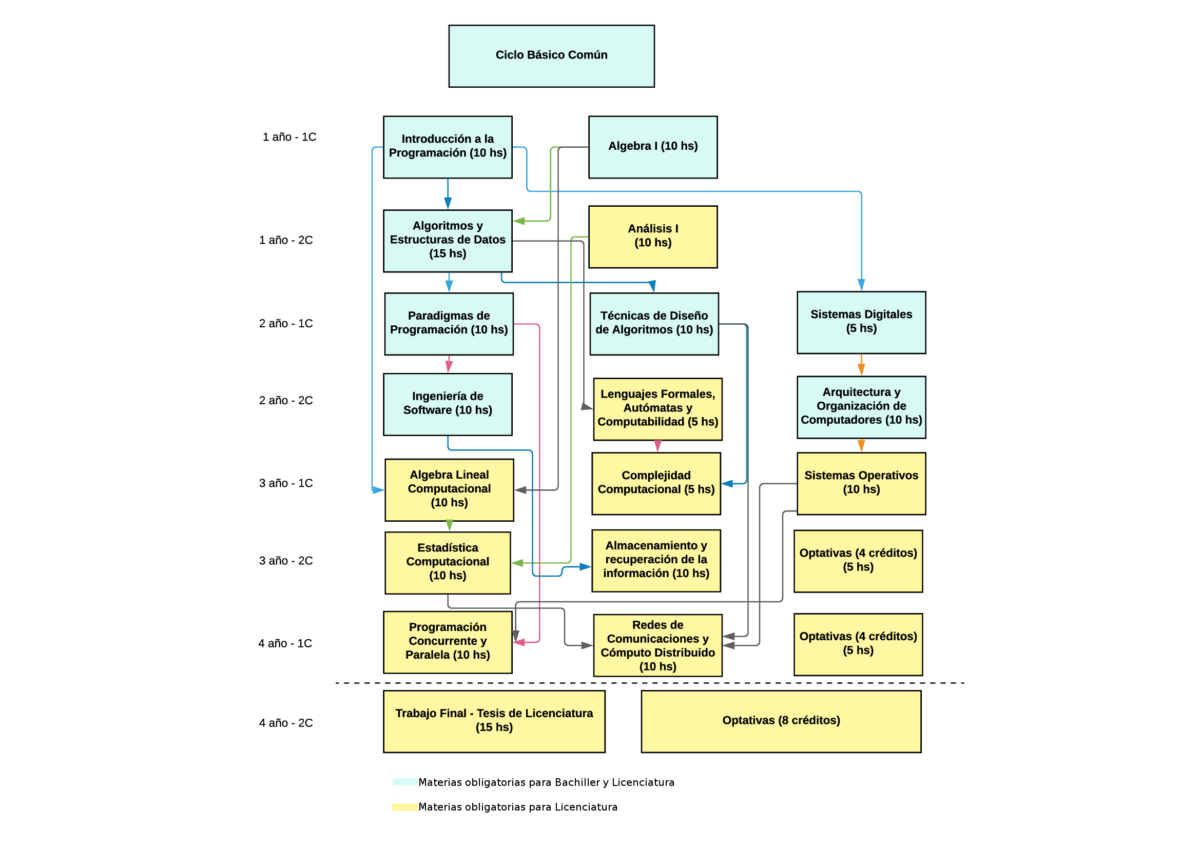 Ciclo Básico Común
1 año - 1C
Introducción a la
Programación (10 hs)
Algebra I (10 hs)
1 año - 2C
Algoritmos y
Estructuras de Datos
(15 hs)
Análisis I
(10 hs)
2 año - 1C
Paradigmas de
Programación (10 hs)
Técnicas de Diseño
de Algoritmos (10 hs)
Sistemas Digitales
(5 hs)
2 año - 2C
Ingeniería de
Software (10 hs)
Lenguajes Formales,
Autómatas y
Computabilidad (5 hs)
Arquitectura y
Organización de
Computadores (10 hs)
3 año - 1C
Algebra Lineal
Computacional
(10 hs)
Complejidad
Computacional (5 hs)
Sistemas Operativos
(10 hs)
3 año - 2C
Estadística
Computacional
(10 hs)
Almacenamiento y
recuperación de la
información (10 hs)
Optativas (4 créditos)
(5 hs)
4 año - 1C
Programación
Concurrente y
Paralela (10 hs)
Redes de
Comunicaciones y
Cómputo Distribuido
(10 hs)
Optativas (4 créditos)
(5 hs)
4 año - 2C
Trabajo Final - Tesis de Licenciatura
(15 hs)
Optativas (8 créditos)
Materias obligatorias para Bachiller y Licenciatura
Materias obligatorias para Licenciatura